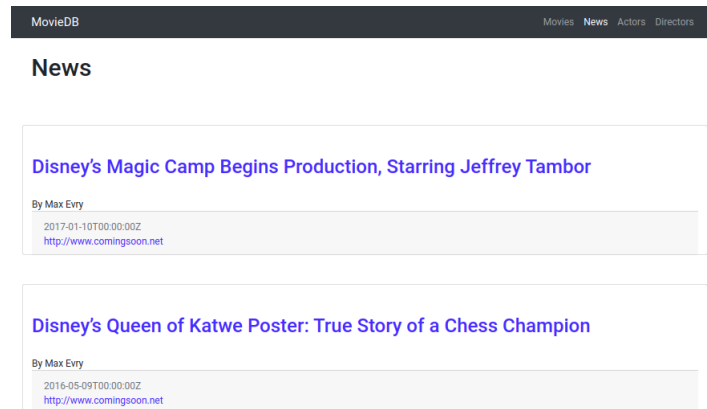 MovieDB Movies News Actors Directors
News
Disney’s Magic Camp Begins Production, Starring Jeffrey Tambor
By Max Evry
2017-01-10T00:00:00Z
http://www.comingsoon.net
Disney’s Queen of Katwe Poster: True Story of a Chess Champion
By Max Evry
2016-05-09T00:00:00Z
http://www.comingsoon.net